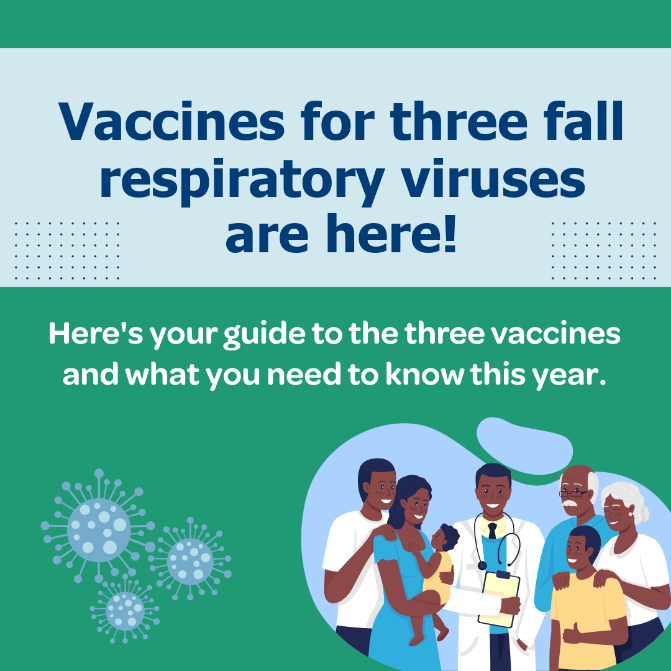 Vaccines for three fall
respiratory viruses
are here!
Here's your guide to the three vaccines
and what you need to know this year.